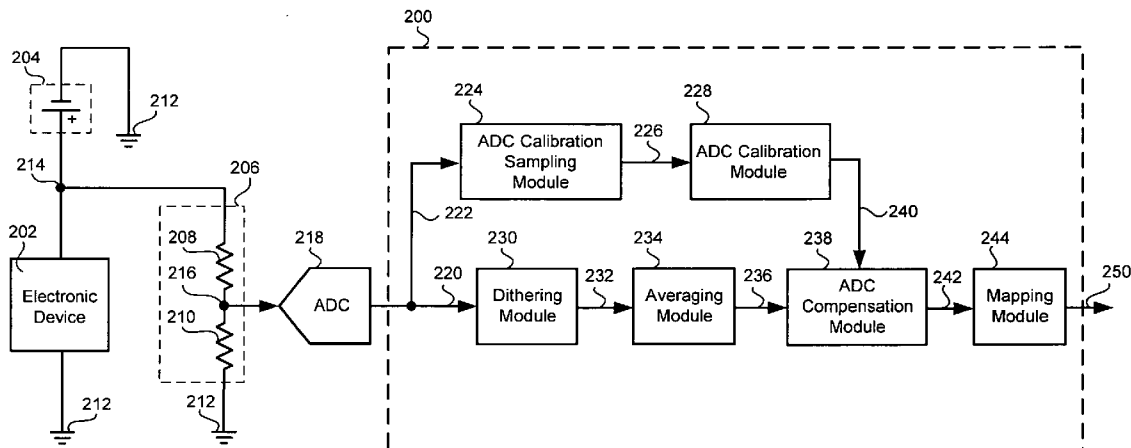 200
204
+
212
224
ADC Calibration
Sampling
Module
226
228
ADC Calibration
Module
214
206
222
240
202
Electronic
Device
208
216
210
218
ADC
220
230
Dithering
Module
232
234
Averaging
Module
236
238
ADC
Compensation
Module
242
244
Mapping
Module
250
212
212